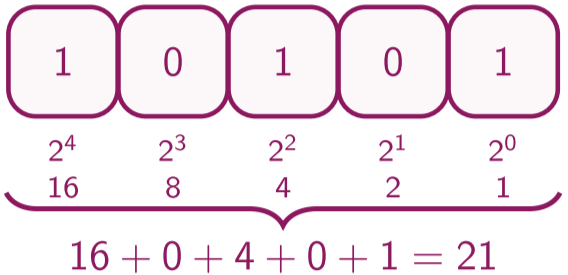 1 0 1 0 1
2⁴ 2³ 2² 2¹ 2⁰
16 8 4 2 1
16 + 0 + 4 + 0 + 1 = 21